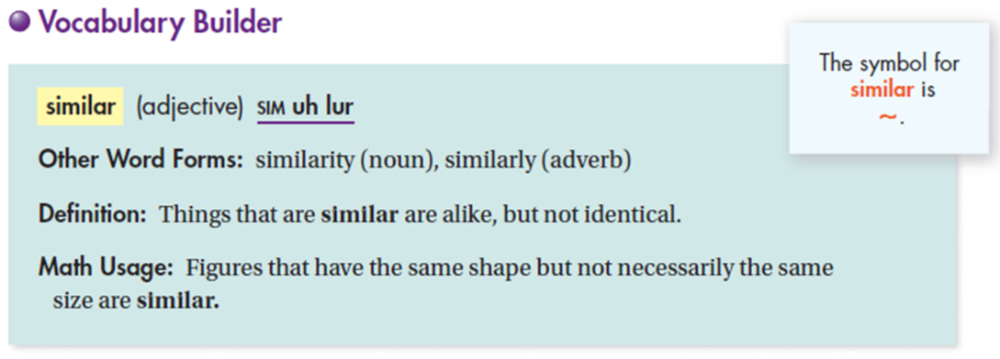 Vocabulary Builder
The symbol for
similar is
~.
similar (adjective) SIM uh lur
Other Word Forms: similarity (noun), similarly (adverb)
Definition: Things that are similar are alike, but not identical.
Math Usage: Figures that have the same shape but not necessarily the same
size are similar.